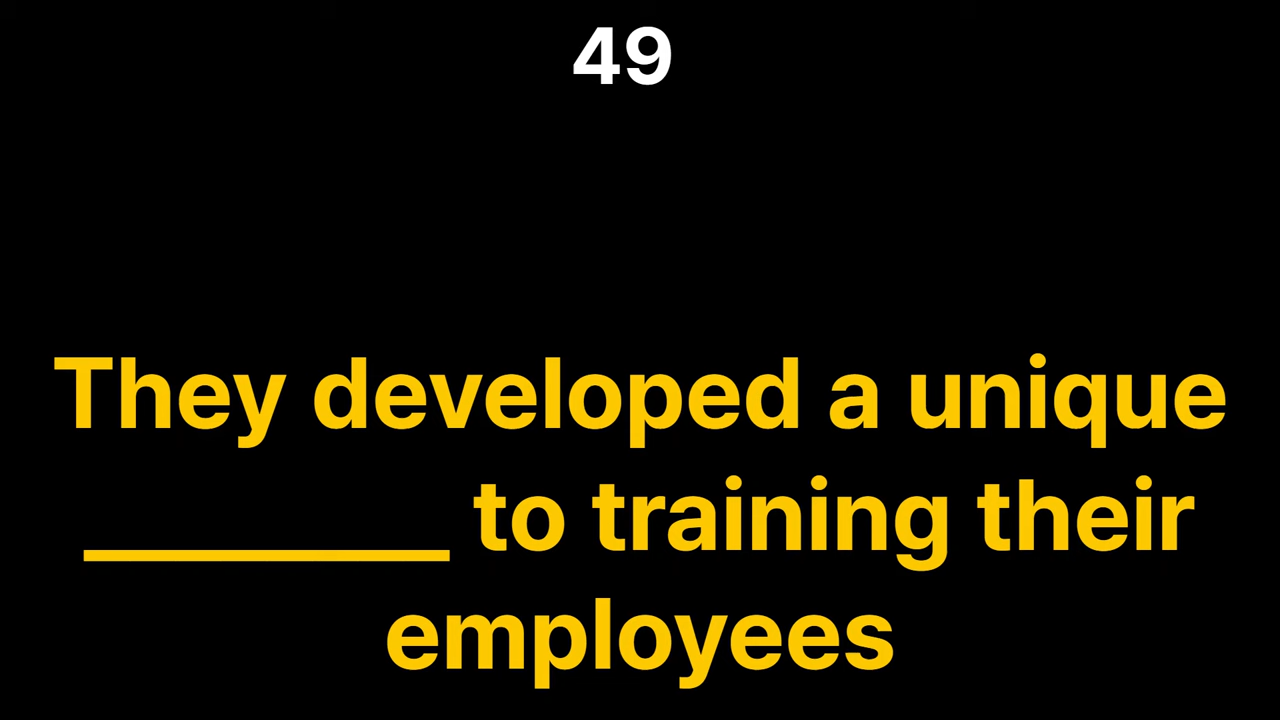 49
They developed a unique
________ to training their
employees